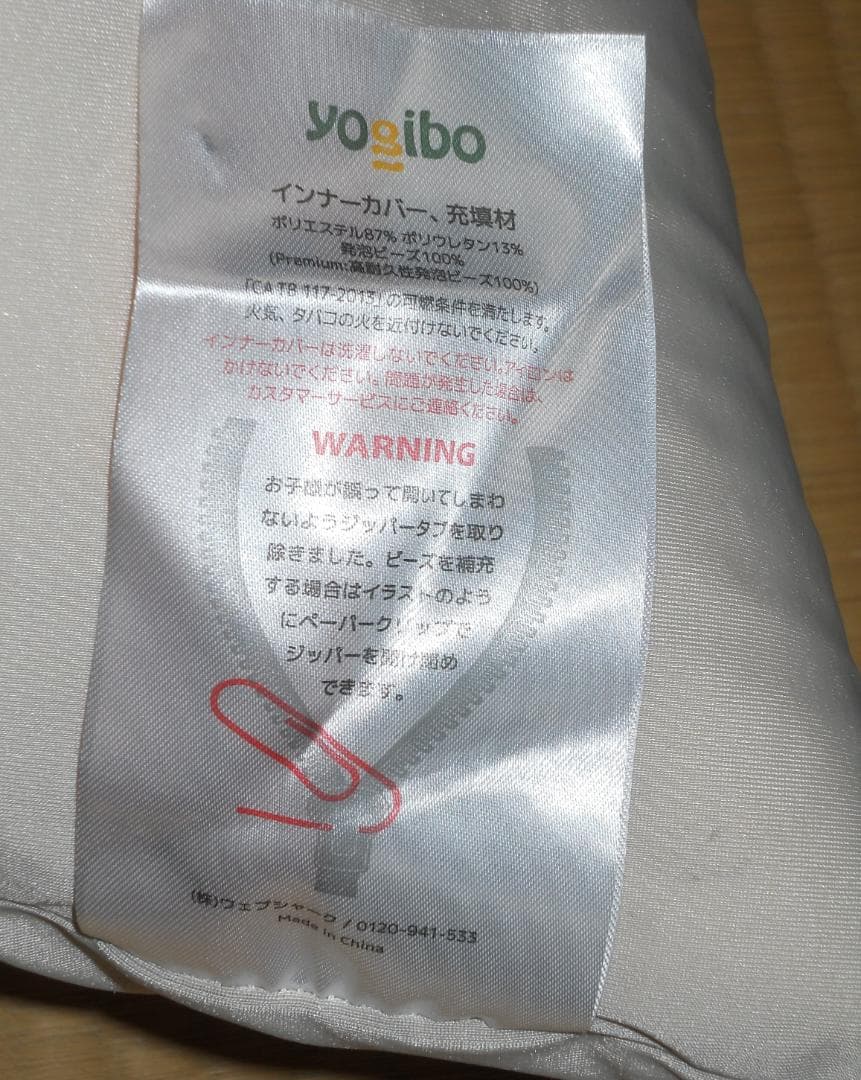 yogibo
インナーカバー、充填材
ポリエステル87% ポリウレタン13%
発泡ビーズ100%
(Premium:高耐久性発泡ビーズ100%)
「CA TB 117-2013」の可燃条件を満たします。
火気、タバコの火を近付けないでください。
インナーカバーは洗濯しないでください。アイロンは
かけないでください。問題が発生した場合は、
カスタマーサービスにご連絡ください。
WARNING
お子様が誤って開いてしまわ
ないようジッパータブを取り
除きました。ビーズを補充
する場合はイラストのよう
にペーパークリップで
ジッパーを開け閉め
できます。
(株)ウェブシャーク / 0120-941-533
Made in China